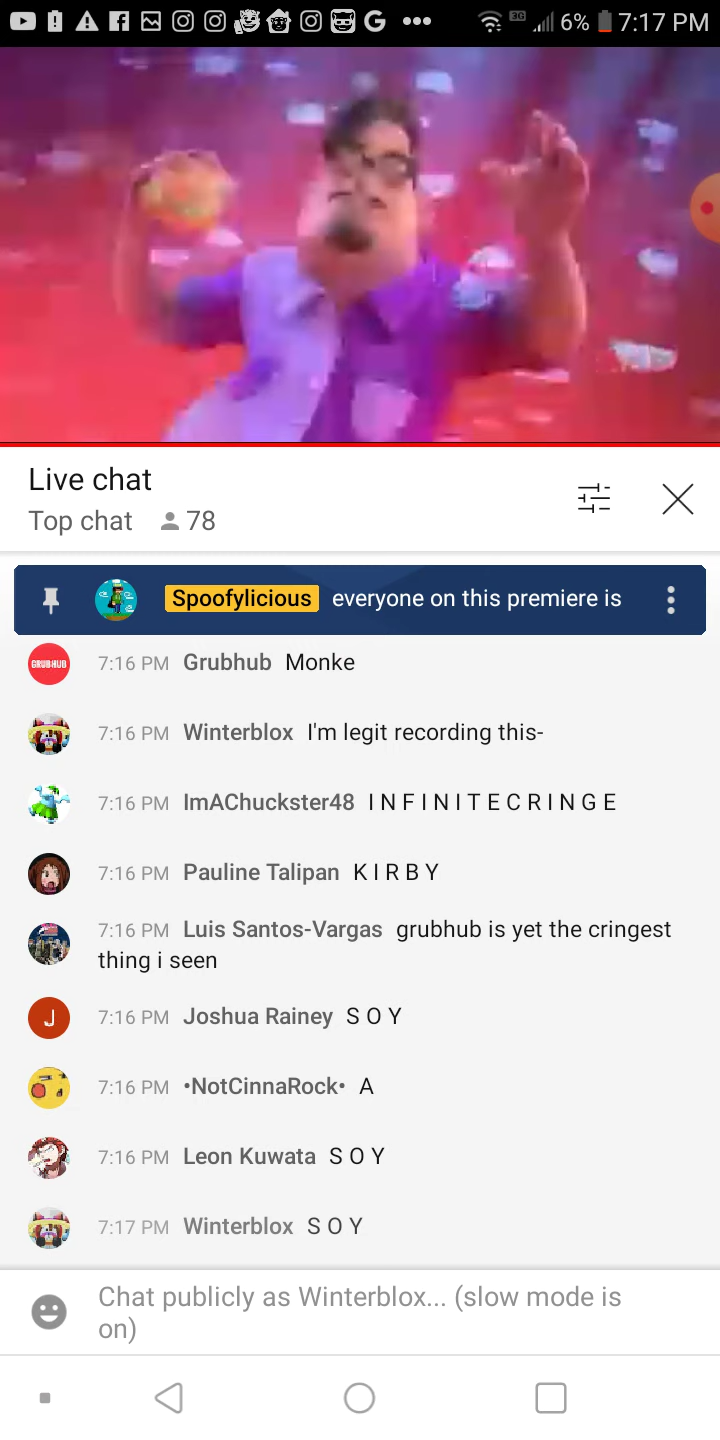 3G 6% 7:17 PM
Live chat
Top chat 78
Spoofylicious everyone on this premiere is
GRUBHUB 7:16 PM Grubhub Monke
7:16 PM Winterblox I'm legit recording this-
7:16 PM ImAChuckster48 I N F I N I T E C R I N G E
7:16 PM Pauline Talipan K I R B Y
7:16 PM Luis Santos-Vargas grubhub is yet the cringest
thing i seen
J 7:16 PM Joshua Rainey S O Y
7:16 PM •NotCinnaRock• A
7:16 PM Leon Kuwata S O Y
7:17 PM Winterblox S O Y
Chat publicly as Winterblox... (slow mode is
on)